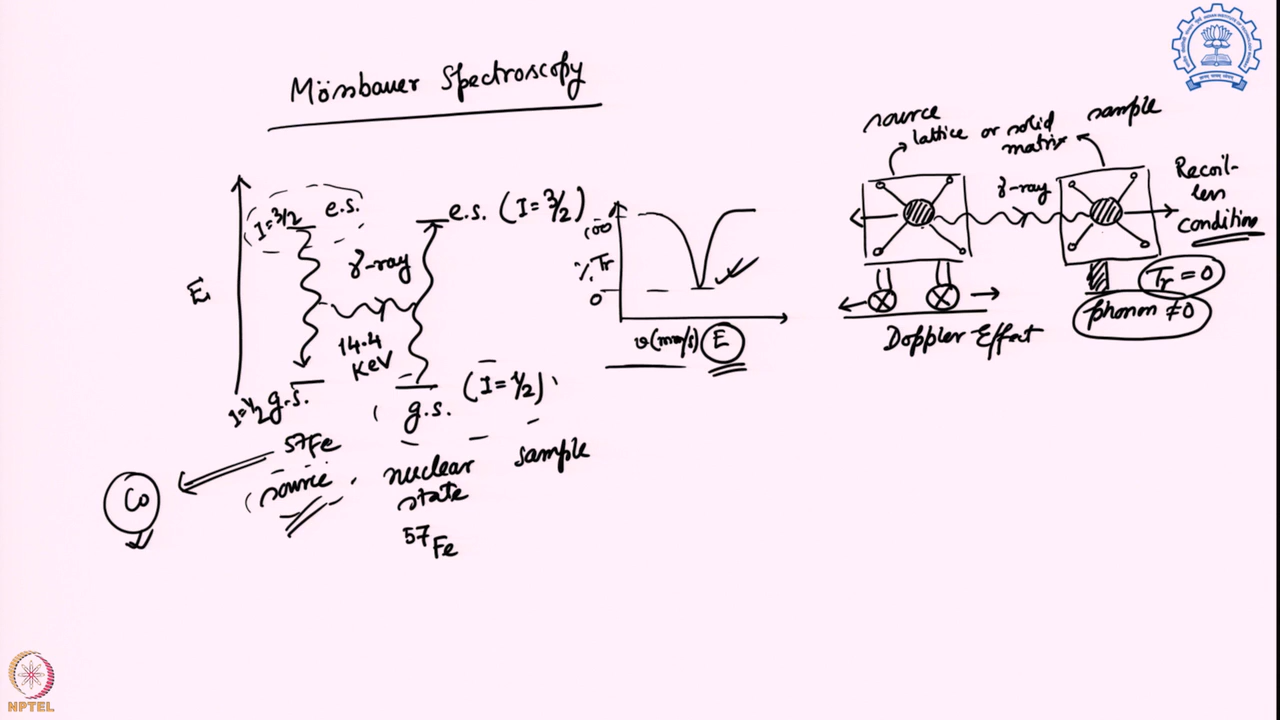 Mössbauer Spectroscopy
E
I=3/2 e.s.
γ-ray
14.4
KeV
I=1/2 g.s.
57Fe
source
Co
e.s. (I=3/2)
g.s. (I=1/2)
nuclear
state
57Fe
sample
100
% Tr
0
v(mm/s) E
source
lattice or solid
matrix
sample
γ-ray
Recoil-
less
condition
Tr = 0
phonon ≠ 0
Doppler Effect
NPTEL